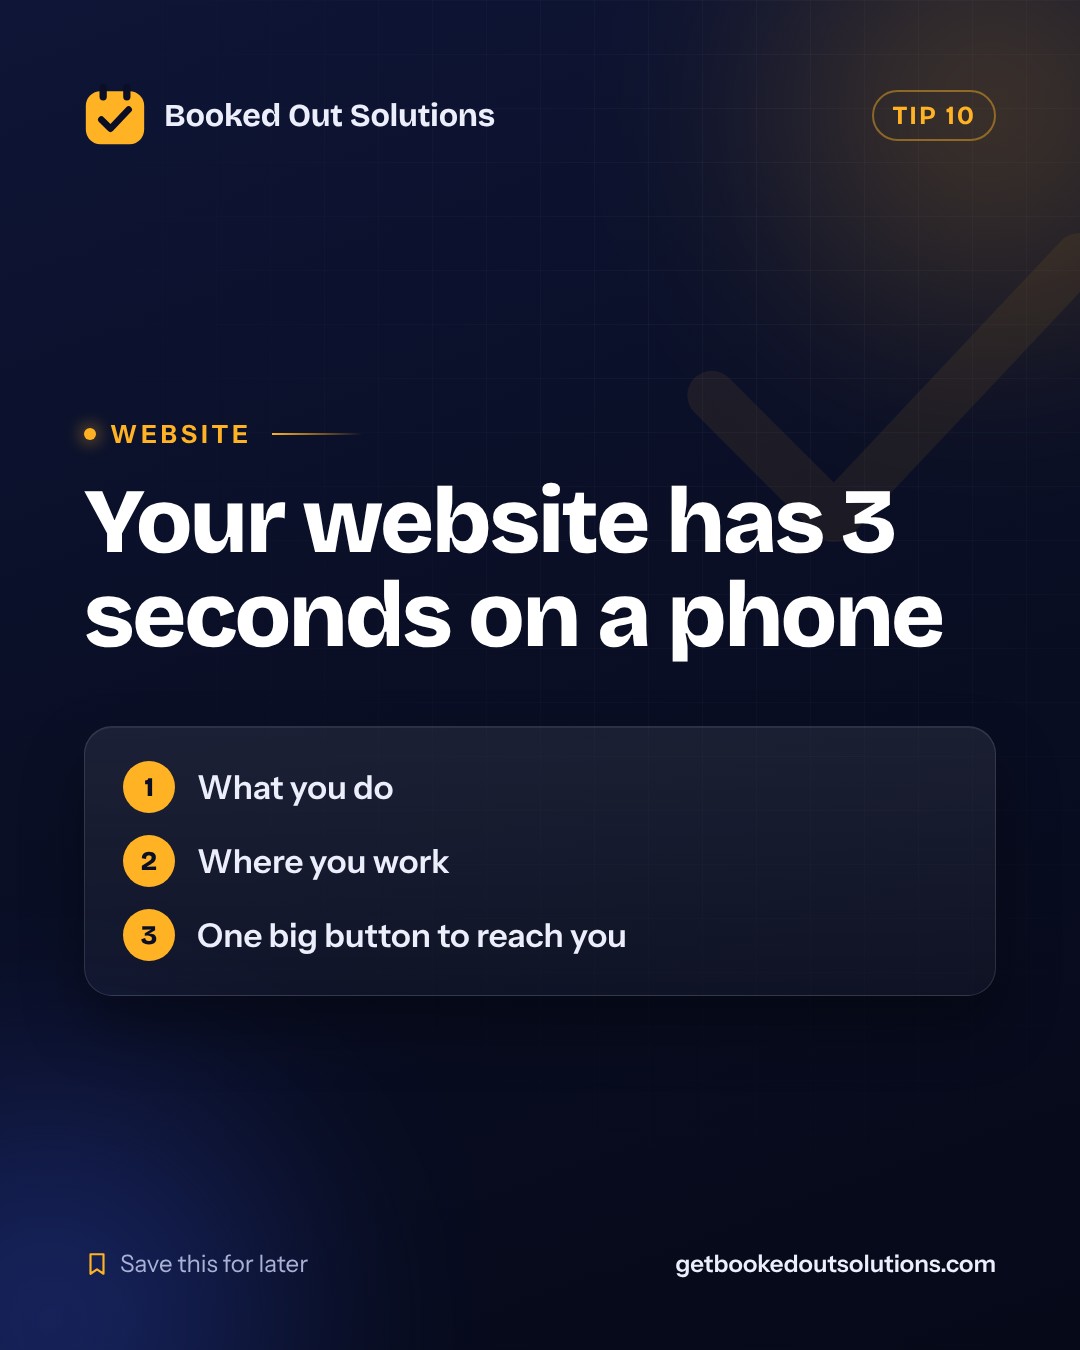 Booked Out Solutions
TIP 10
WEBSITE
Your website has 3
seconds on a phone
1 What you do
2 Where you work
3 One big button to reach you
Save this for later
getbookedoutsolutions.com